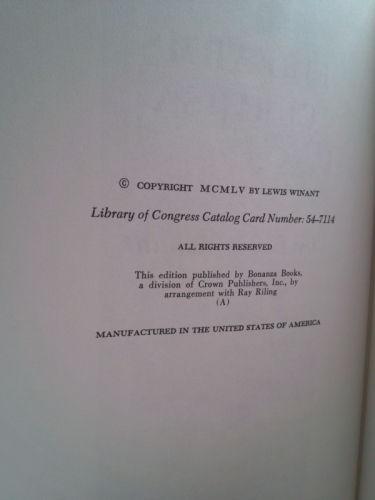 © COPYRIGHT MCMLV BY LEWIS WINANT
Library of Congress Catalog Card Number: 54-7114
ALL RIGHTS RESERVED
This edition published by Bonanza Books,
a division of Crown Publishers, Inc., by
arrangement with Ray Riling
(A)
MANUFACTURED IN THE UNITED STATES OF AMERICA